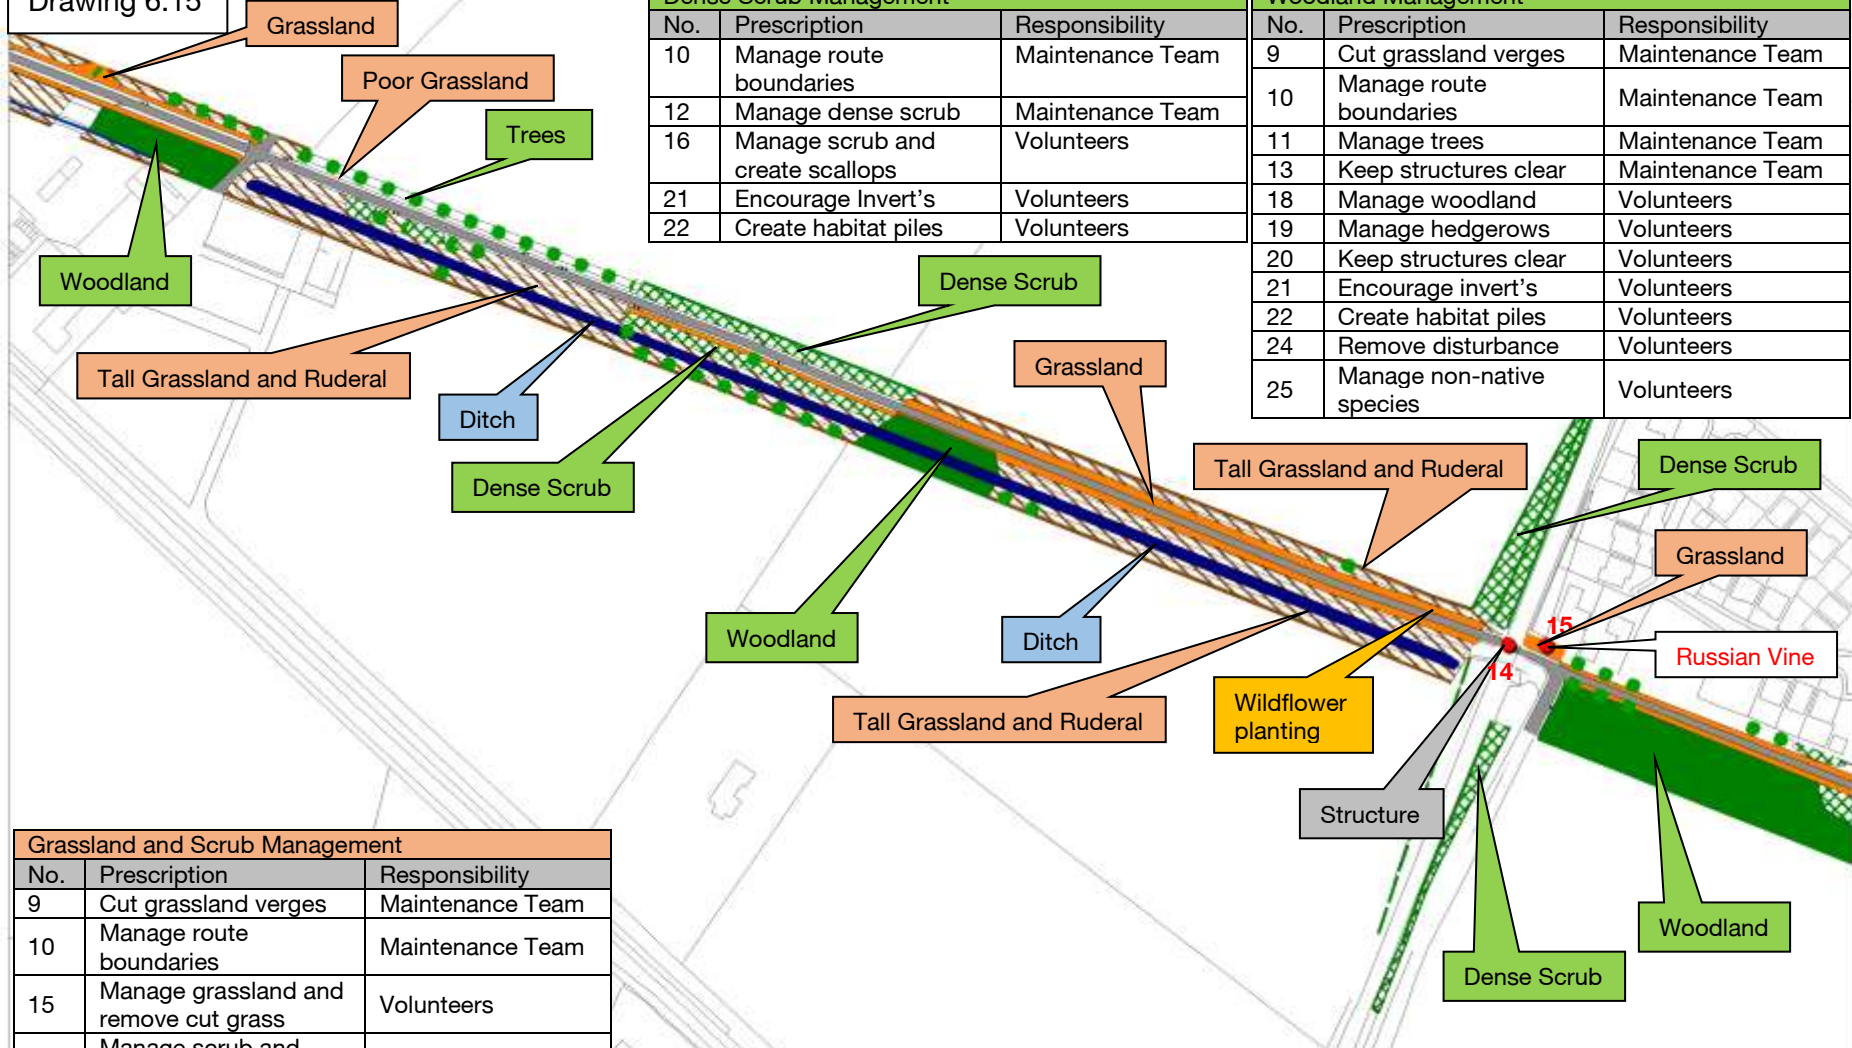 Drawing 6.15
Grassland
Poor Grassland
Trees
Woodland
Tall Grassland and Ruderal
Ditch
Dense Scrub
Dense Scrub
Grassland
Woodland
Ditch
Tall Grassland and Ruderal
Tall Grassland and Ruderal
Wildflower
planting
Structure
Dense Scrub
Grassland
15
Russian Vine
14
Woodland
Dense Scrub
Dense Scrub Management
No. Prescription Responsibility
10 Manage route
boundaries Maintenance Team
12 Manage dense scrub Maintenance Team
16 Manage scrub and
create scallops Volunteers
21 Encourage Invert's Volunteers
22 Create habitat piles Volunteers
Woodland Management
No. Prescription Responsibility
9 Cut grassland verges Maintenance Team
10 Manage route
boundaries Maintenance Team
11 Manage trees Maintenance Team
13 Keep structures clear Maintenance Team
18 Manage woodland Volunteers
19 Manage hedgerows Volunteers
20 Keep structures clear Volunteers
21 Encourage invert's Volunteers
22 Create habitat piles Volunteers
24 Remove disturbance Volunteers
25 Manage non-native
species Volunteers
Grassland and Scrub Management
No. Prescription Responsibility
9 Cut grassland verges Maintenance Team
10 Manage route
boundaries Maintenance Team
15 Manage grassland and
remove cut grass Volunteers
Manage scrub and